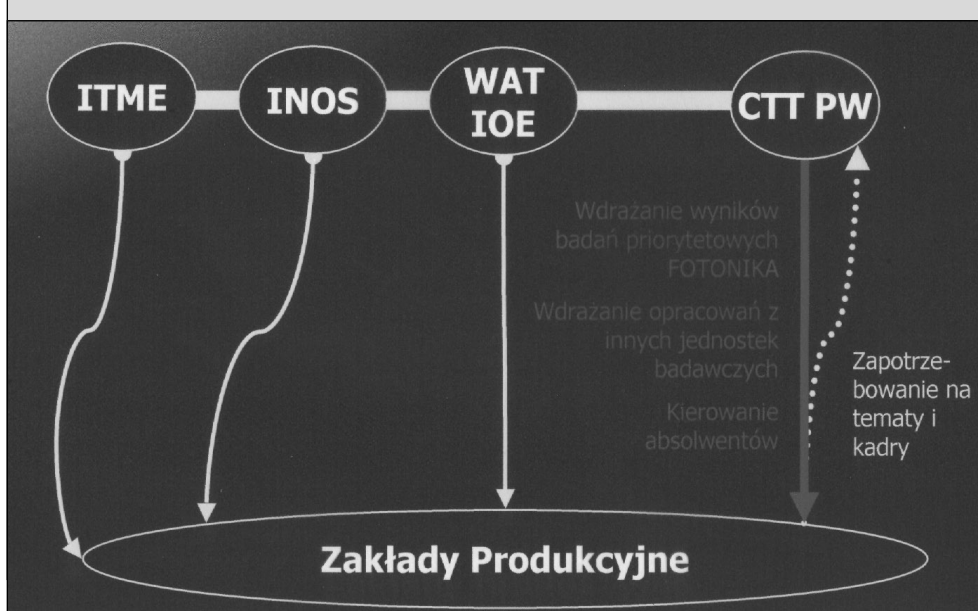 ITME
INOS
WAT
IOE
CTT PW
Wdrażanie wyników
badań priorytetowych
FOTONIKA
Wdrażanie opracowań z
innych jednostek
badawczych
Kierowanie
absolwentów
Zapotrze-
bowanie na
tematy i
kadry
Zakłady Produkcyjne